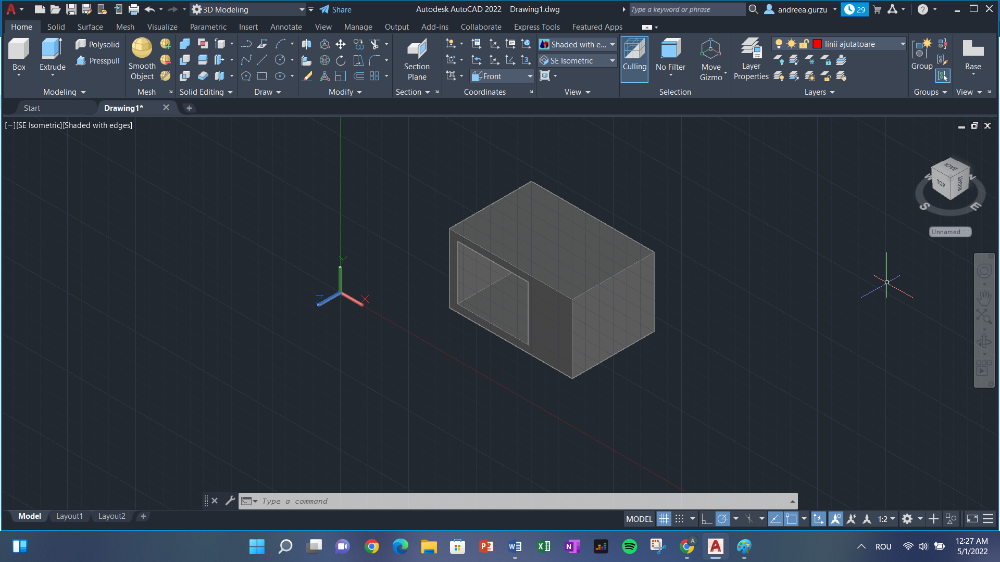 3D Modeling
Share
Autodesk AutoCAD 2022 Drawing1.dwg
Type a keyword or phrase
andreea.gurzu
29
Home Solid Surface Mesh Visualize Parametric Insert Annotate View Manage Output Add-ins Collaborate Express Tools Featured Apps
Box
Extrude
Polysolid
Presspull
Smooth
Object
Section
Plane
Front
Shaded with e...
SE Isometric
Culling
No Filter
Move
Gizmo
Layer
Properties
linii ajutatoare
Group
Base
Modeling Mesh Solid Editing Draw Modify Section Coordinates View Selection Layers Groups View
Start Drawing1*
[−][SE Isometric][Shaded with edges]
BACK
TOP
RIGHT
W N
S E
Unnamed
Y
Z X
Type a command
Model Layout1 Layout2
MODEL 1:2
ROU
12:27 AM
5/1/2022